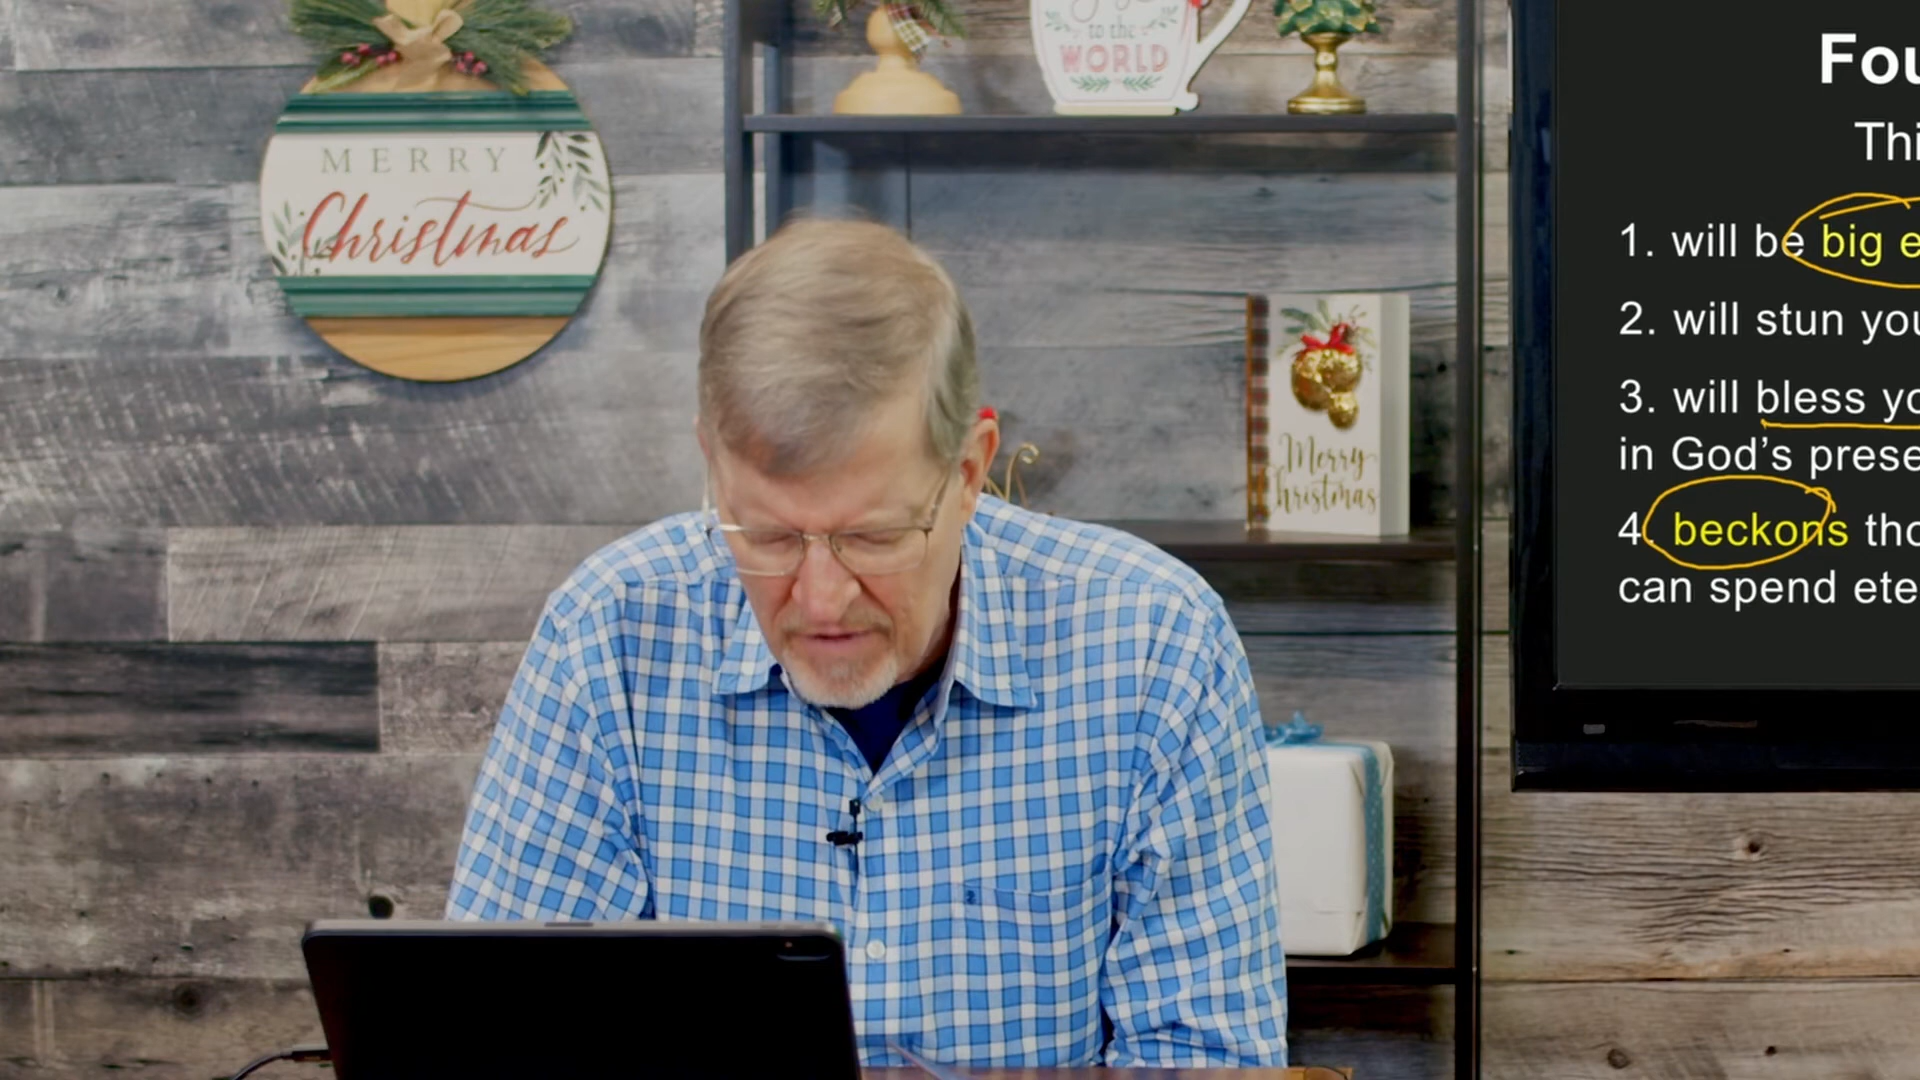 to the
WORLD
MERRY
Christmas
Merry
Christmas
Fou
Thi
1. will be big e
2. will stun you
3. will bless yo
in God's prese
4. beckons tho
can spend ete